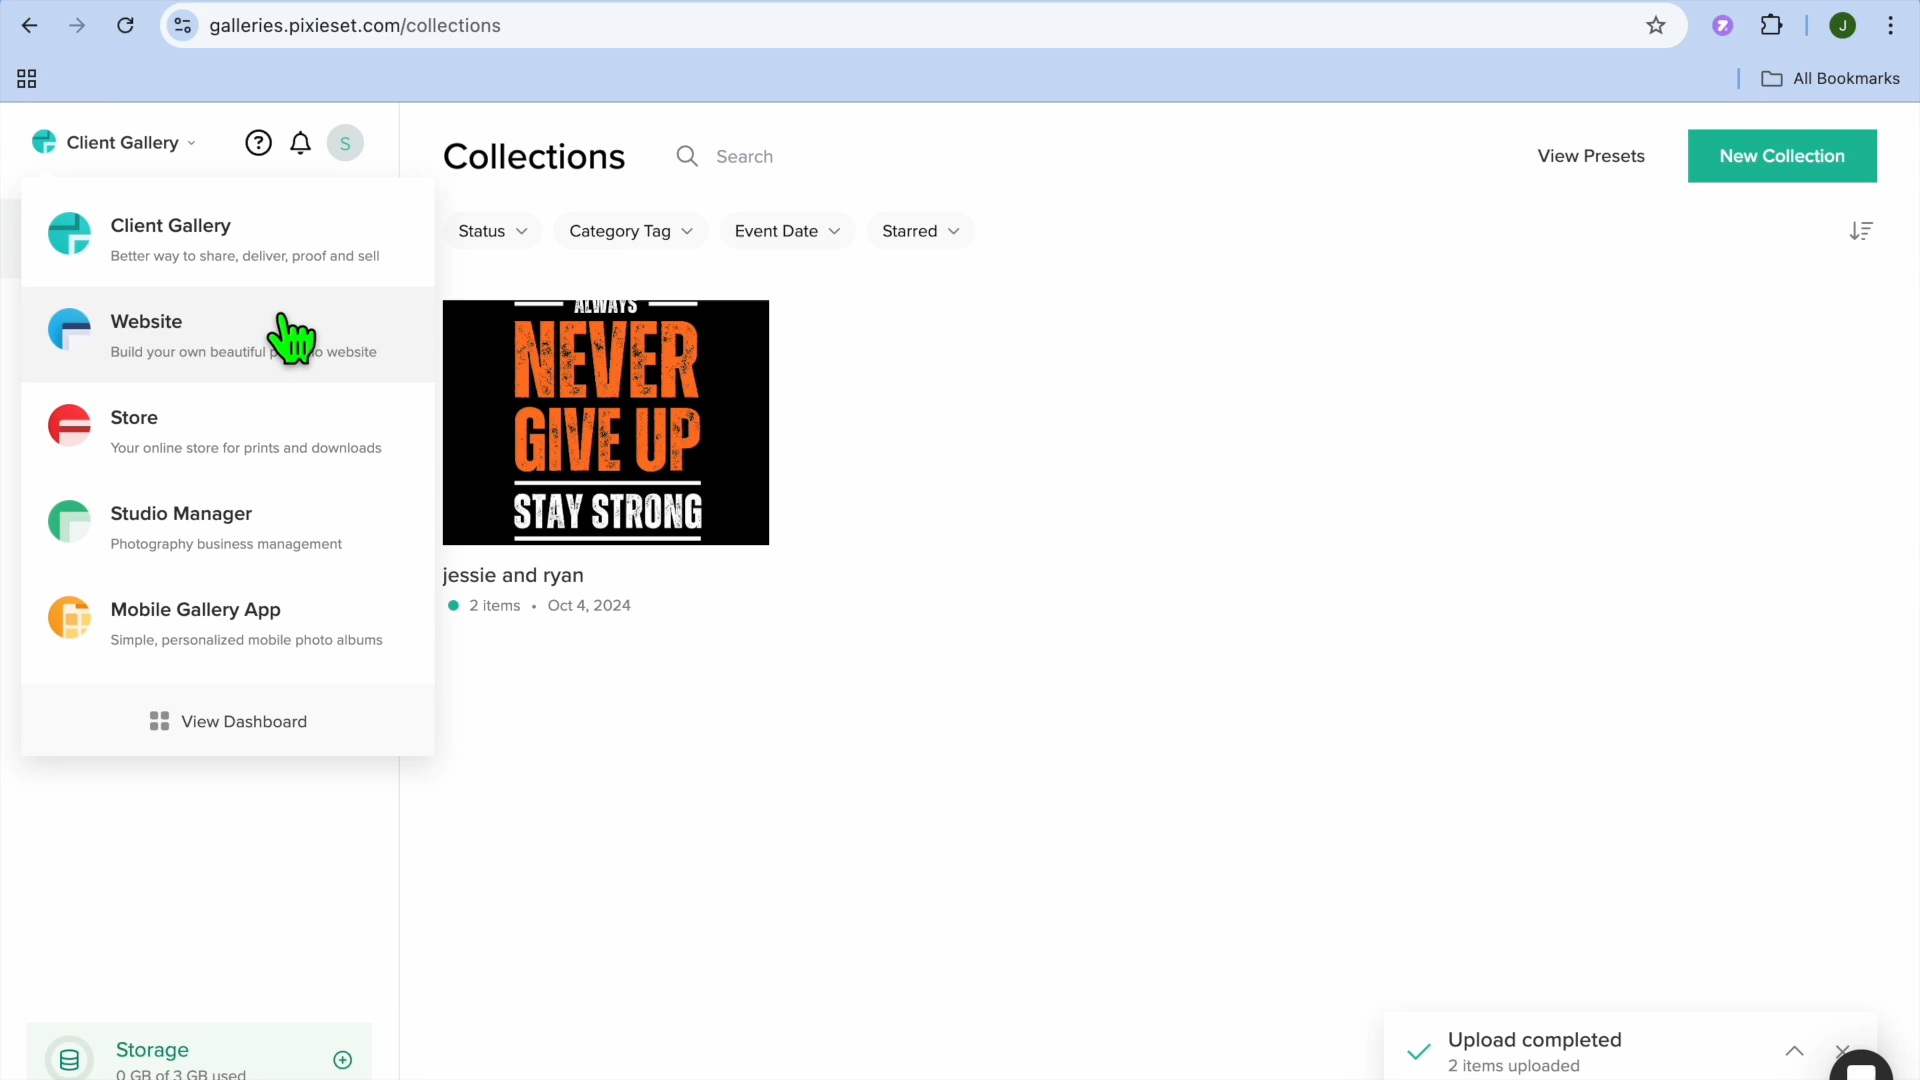 galleries.pixieset.com/collections
J
All Bookmarks
Client Gallery
S
Collections
Search
View Presets
New Collection
Client Gallery
Better way to share, deliver, proof and sell
Website
Build your own beautiful website
Store
Your online store for prints and downloads
Studio Manager
Photography business management
Mobile Gallery App
Simple, personalized mobile photo albums
View Dashboard
Status
Category Tag
Event Date
Starred
ALWAYS
NEVER
GIVE UP
STAY STRONG
jessie and ryan
2 items • Oct 4, 2024
Storage
0 GB of 3 GB used
Upload completed
2 items uploaded